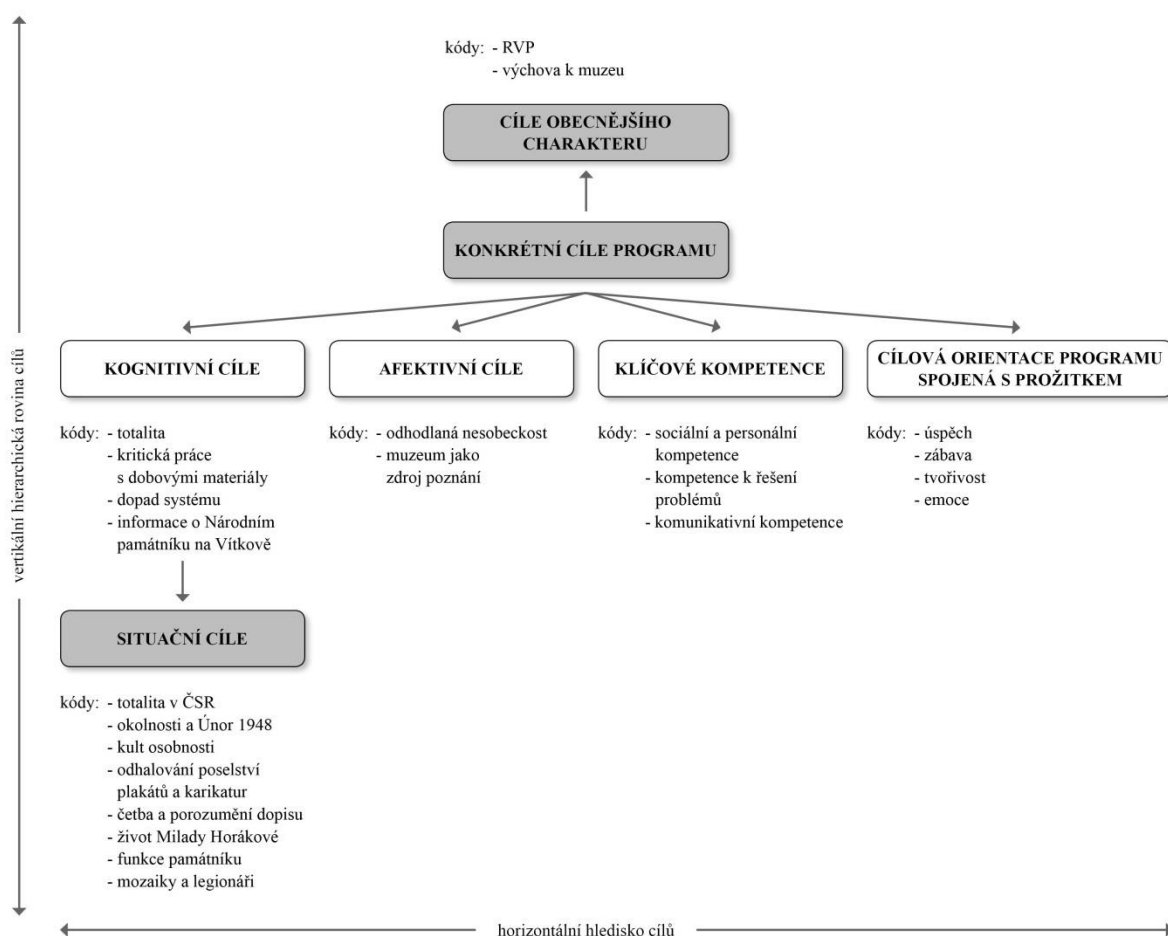 kódy: - RVP
- výchova k muzeu
CÍLE OBECNĚJŠÍHO
CHARAKTERU
KONKRÉTNÍ CÍLE PROGRAMU
KOGNITIVNÍ CÍLE
kódy: - totalita
- kritická práce
s dobovými materiály
- dopad systému
- informace o Národním
památníku na Vítkově
AFEKTIVNÍ CÍLE
kódy: - odhodlaná nesobeckost
- muzeum jako
zdroj poznání
KLÍČOVÉ KOMPETENCE
kódy: - sociální a personální
kompetence
- kompetence k řešení
problémů
- komunikativní kompetence
CÍLOVÁ ORIENTACE PROGRAMU
SPOJENÁ S PROŽITKEM
kódy: - úspěch
- zábava
- tvořivost
- emoce
SITUAČNÍ CÍLE
kódy: - totalita v ČSR
- okolnosti a Únor 1948
- kult osobnosti
- odhalování poselství
plakátů a karikatur
- četba a porozumění dopisu
- život Milady Horákové
- funkce památníku
- mozaiky a legionáři
vertikální hierarchická rovina cílů
horizontální hledisko cílů